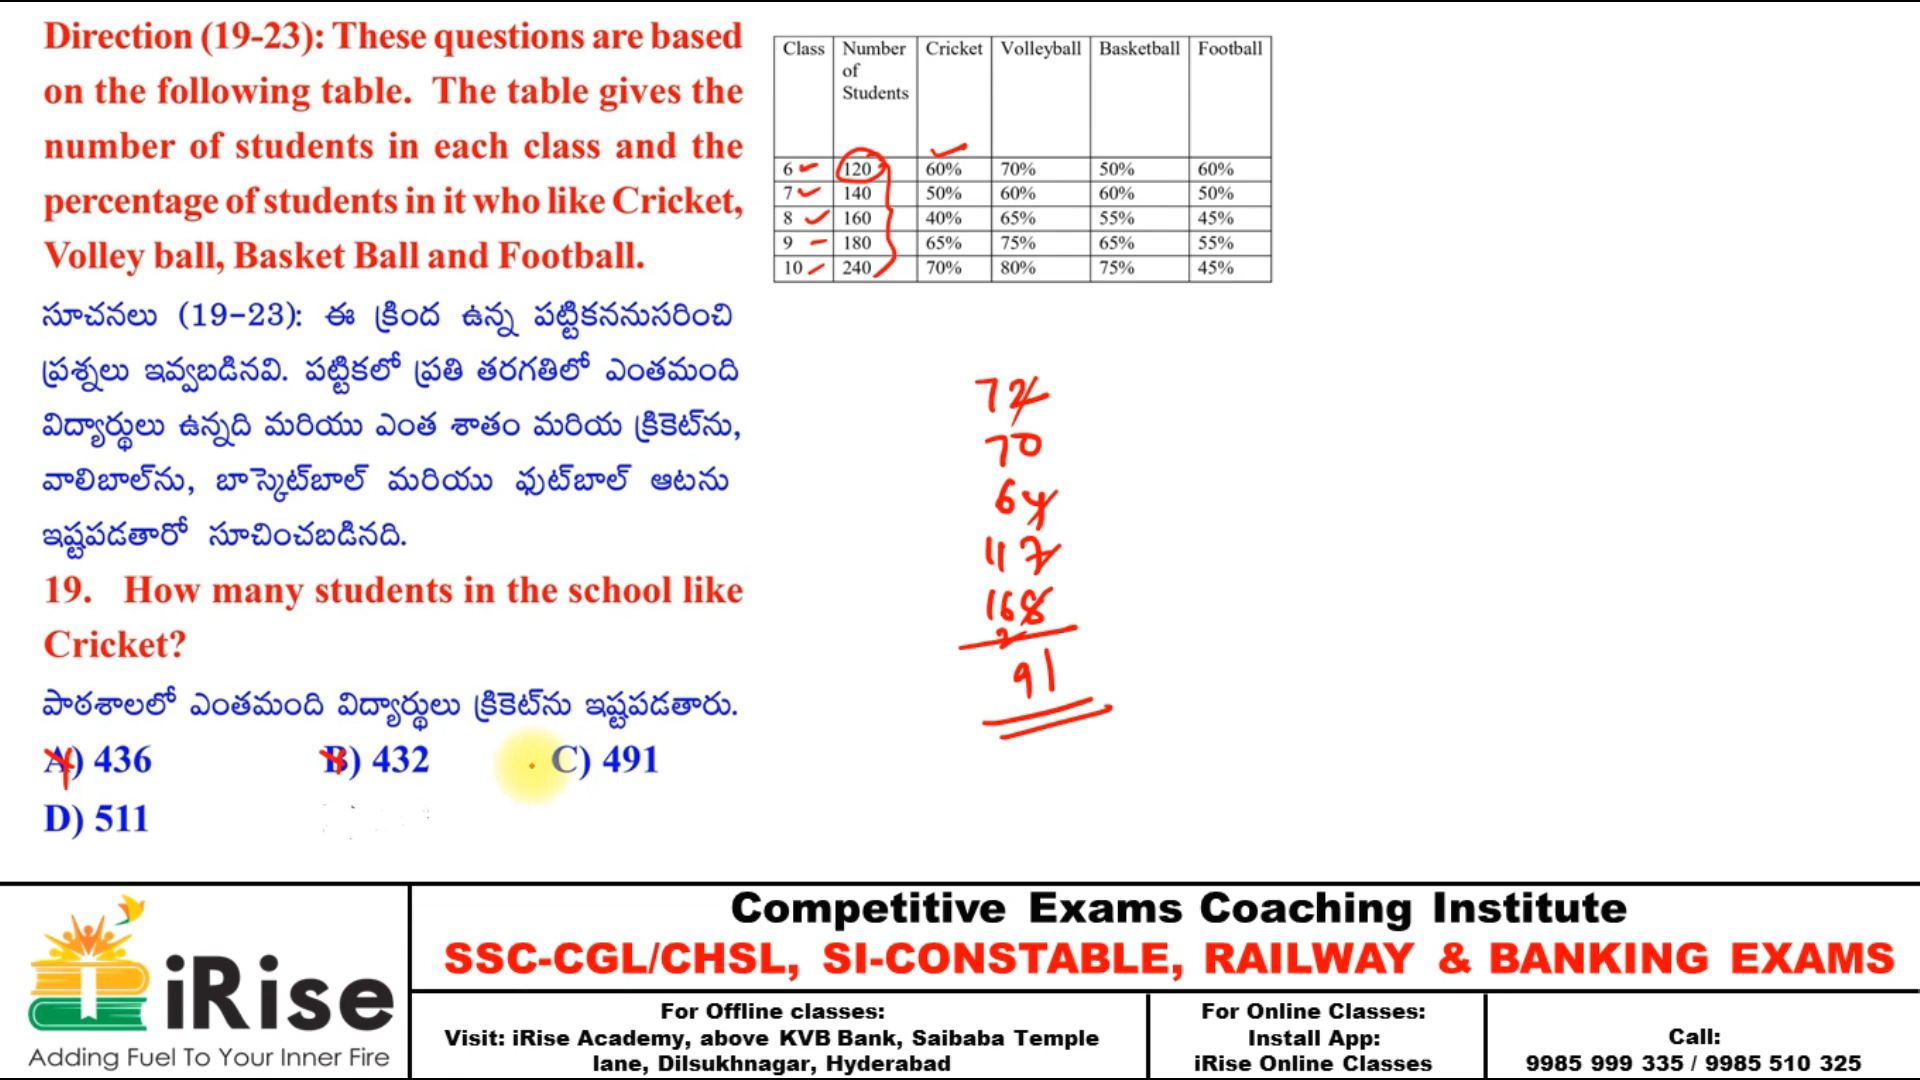 Direction (19-23): These questions are based
on the following table. The table gives the
number of students in each class and the
percentage of students in it who like Cricket,
Volley ball, Basket Ball and Football.
సూచనలు (19-23): ఈ క్రింద ఉన్న పట్టికననుసరించి
ప్రశ్నలు ఇవ్వబడినవి. పట్టికలో ప్రతి తరగతిలో ఎంతమంది
విద్యార్థులు ఉన్నది మరియు ఎంత శాతం మరియ క్రికెట్‌ను,
వాలిబాల్‌ను, బాస్కెట్‌బాల్ మరియు ఫుట్‌బాల్ ఆటను
ఇష్టపడతారో సూచించబడినది.
19. How many students in the school like
Cricket?
పాఠశాలలో ఎంతమంది విద్యార్థులు క్రికెట్‌ను ఇష్టపడతారు.
A) 436 B) 432 C) 491
D) 511
Class Number of Students Cricket Volleyball Basketball Football
6 120 60% 70% 50% 60%
7 140 50% 60% 60% 50%
8 160 40% 65% 55% 45%
9 180 65% 75% 65% 55%
10 240 70% 80% 75% 45%
72
70
64
117
168
2
91
iRise
Adding Fuel To Your Inner Fire
Competitive Exams Coaching Institute
SSC-CGL/CHSL, SI-CONSTABLE, RAILWAY & BANKING EXAMS
For Offline classes:
Visit: iRise Academy, above KVB Bank, Saibaba Temple
lane, Dilsukhnagar, Hyderabad
For Online Classes:
Install App:
iRise Online Classes
Call:
9985 999 335 / 9985 510 325